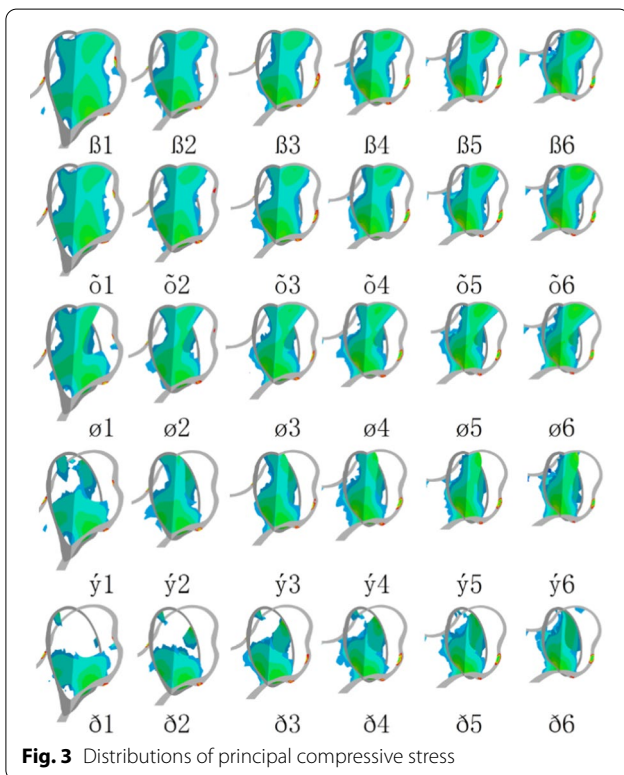 ß1 ß2 ß3 ß4 ß5 ß6
õ1 õ2 õ3 õ4 õ5 õ6
ø1 ø2 ø3 ø4 ø5 ø6
ý1 ý2 ý3 ý4 ý5 ý6
ð1 ð2 ð3 ð4 ð5 ð6
Fig. 3 Distributions of principal compressive stress